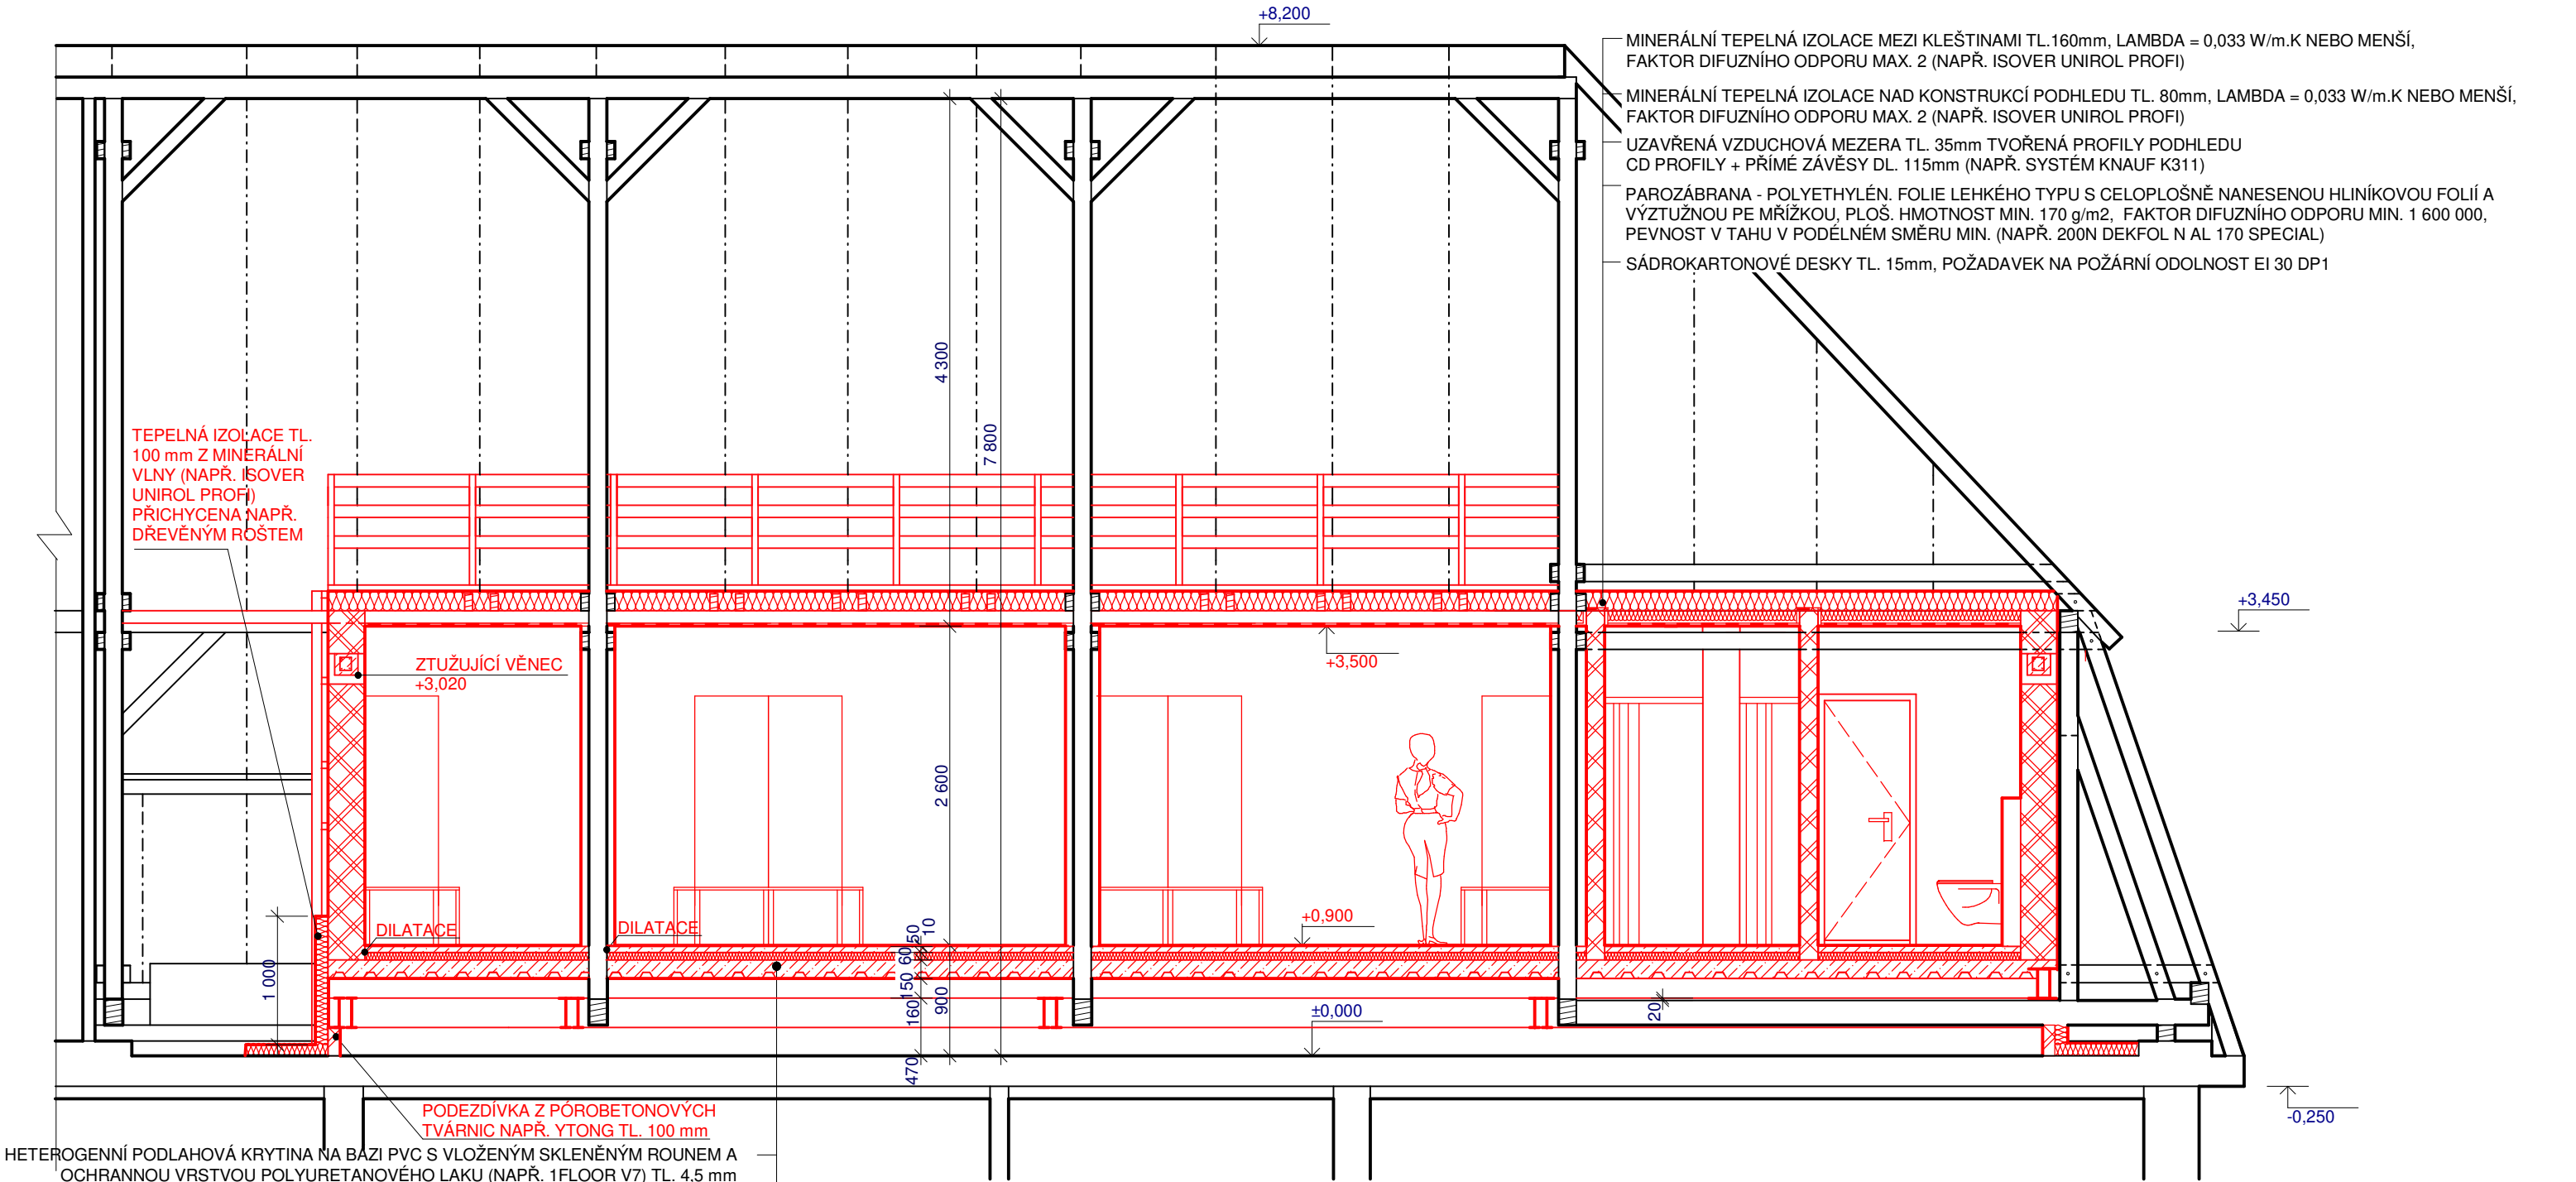 +8,200
MINERÁLNÍ TEPELNÁ IZOLACE MEZI KLEŠTINAMI TL.160mm, LAMBDA = 0,033 W/m.K NEBO MENŠÍ,
FAKTOR DIFUZNÍHO ODPORU MAX. 2 (NAPŘ. ISOVER UNIROL PROFI)
MINERÁLNÍ TEPELNÁ IZOLACE NAD KONSTRUKCÍ PODHLEDU TL. 80mm, LAMBDA = 0,033 W/m.K NEBO MENŠÍ,
FAKTOR DIFUZNÍHO ODPORU MAX. 2 (NAPŘ. ISOVER UNIROL PROFI)
UZAVŘENÁ VZDUCHOVÁ MEZERA TL. 35mm TVOŘENÁ PROFILY PODHLEDU
CD PROFILY + PŘÍMÉ ZÁVĚSY DL. 115mm (NAPŘ. SYSTÉM KNAUF K311)
PAROZÁBRANA - POLYETHYLÉN. FOLIE LEHKÉHO TYPU S CELOPLOŠNĚ NANESENOU HLINÍKOVOU FOLIÍ A
VÝZTUŽNOU PE MŘÍŽKOU, PLOŠ. HMOTNOST MIN. 170 g/m2, FAKTOR DIFUZNÍHO ODPORU MIN. 1 600 000,
PEVNOST V TAHU V PODÉLNÉM SMĚRU MIN. (NAPŘ. 200N DEKFOL N AL 170 SPECIAL)
SÁDROKARTONOVÉ DESKY TL. 15mm, POŽADAVEK NA POŽÁRNÍ ODOLNOST EI 30 DP1
4 300
7 800
TEPELNÁ IZOLACE TL.
100 mm Z MINERÁLNÍ
VLNY (NAPŘ. ISOVER
UNIROL PROFI)
PŘICHYCENA NAPŘ.
DŘEVĚNÝM ROŠTEM
+3,450
ZTUŽUJÍCÍ VĚNEC
+3,020
+3,500
2 600
DILATACE
DILATACE
+0,900
10
50
60
150
160
900
470
1 000
20
±0,000
-0,250
PODEZDÍVKA Z PÓROBETONOVÝCH
TVÁRNIC NAPŘ. YTONG TL. 100 mm
HETEROGENNÍ PODLAHOVÁ KRYTINA NA BÁZI PVC S VLOŽENÝM SKLENĚNÝM ROUNEM A
OCHRANNOU VRSTVOU POLYURETANOVÉHO LAKU (NAPŘ. 1FLOOR V7) TL. 4,5 mm